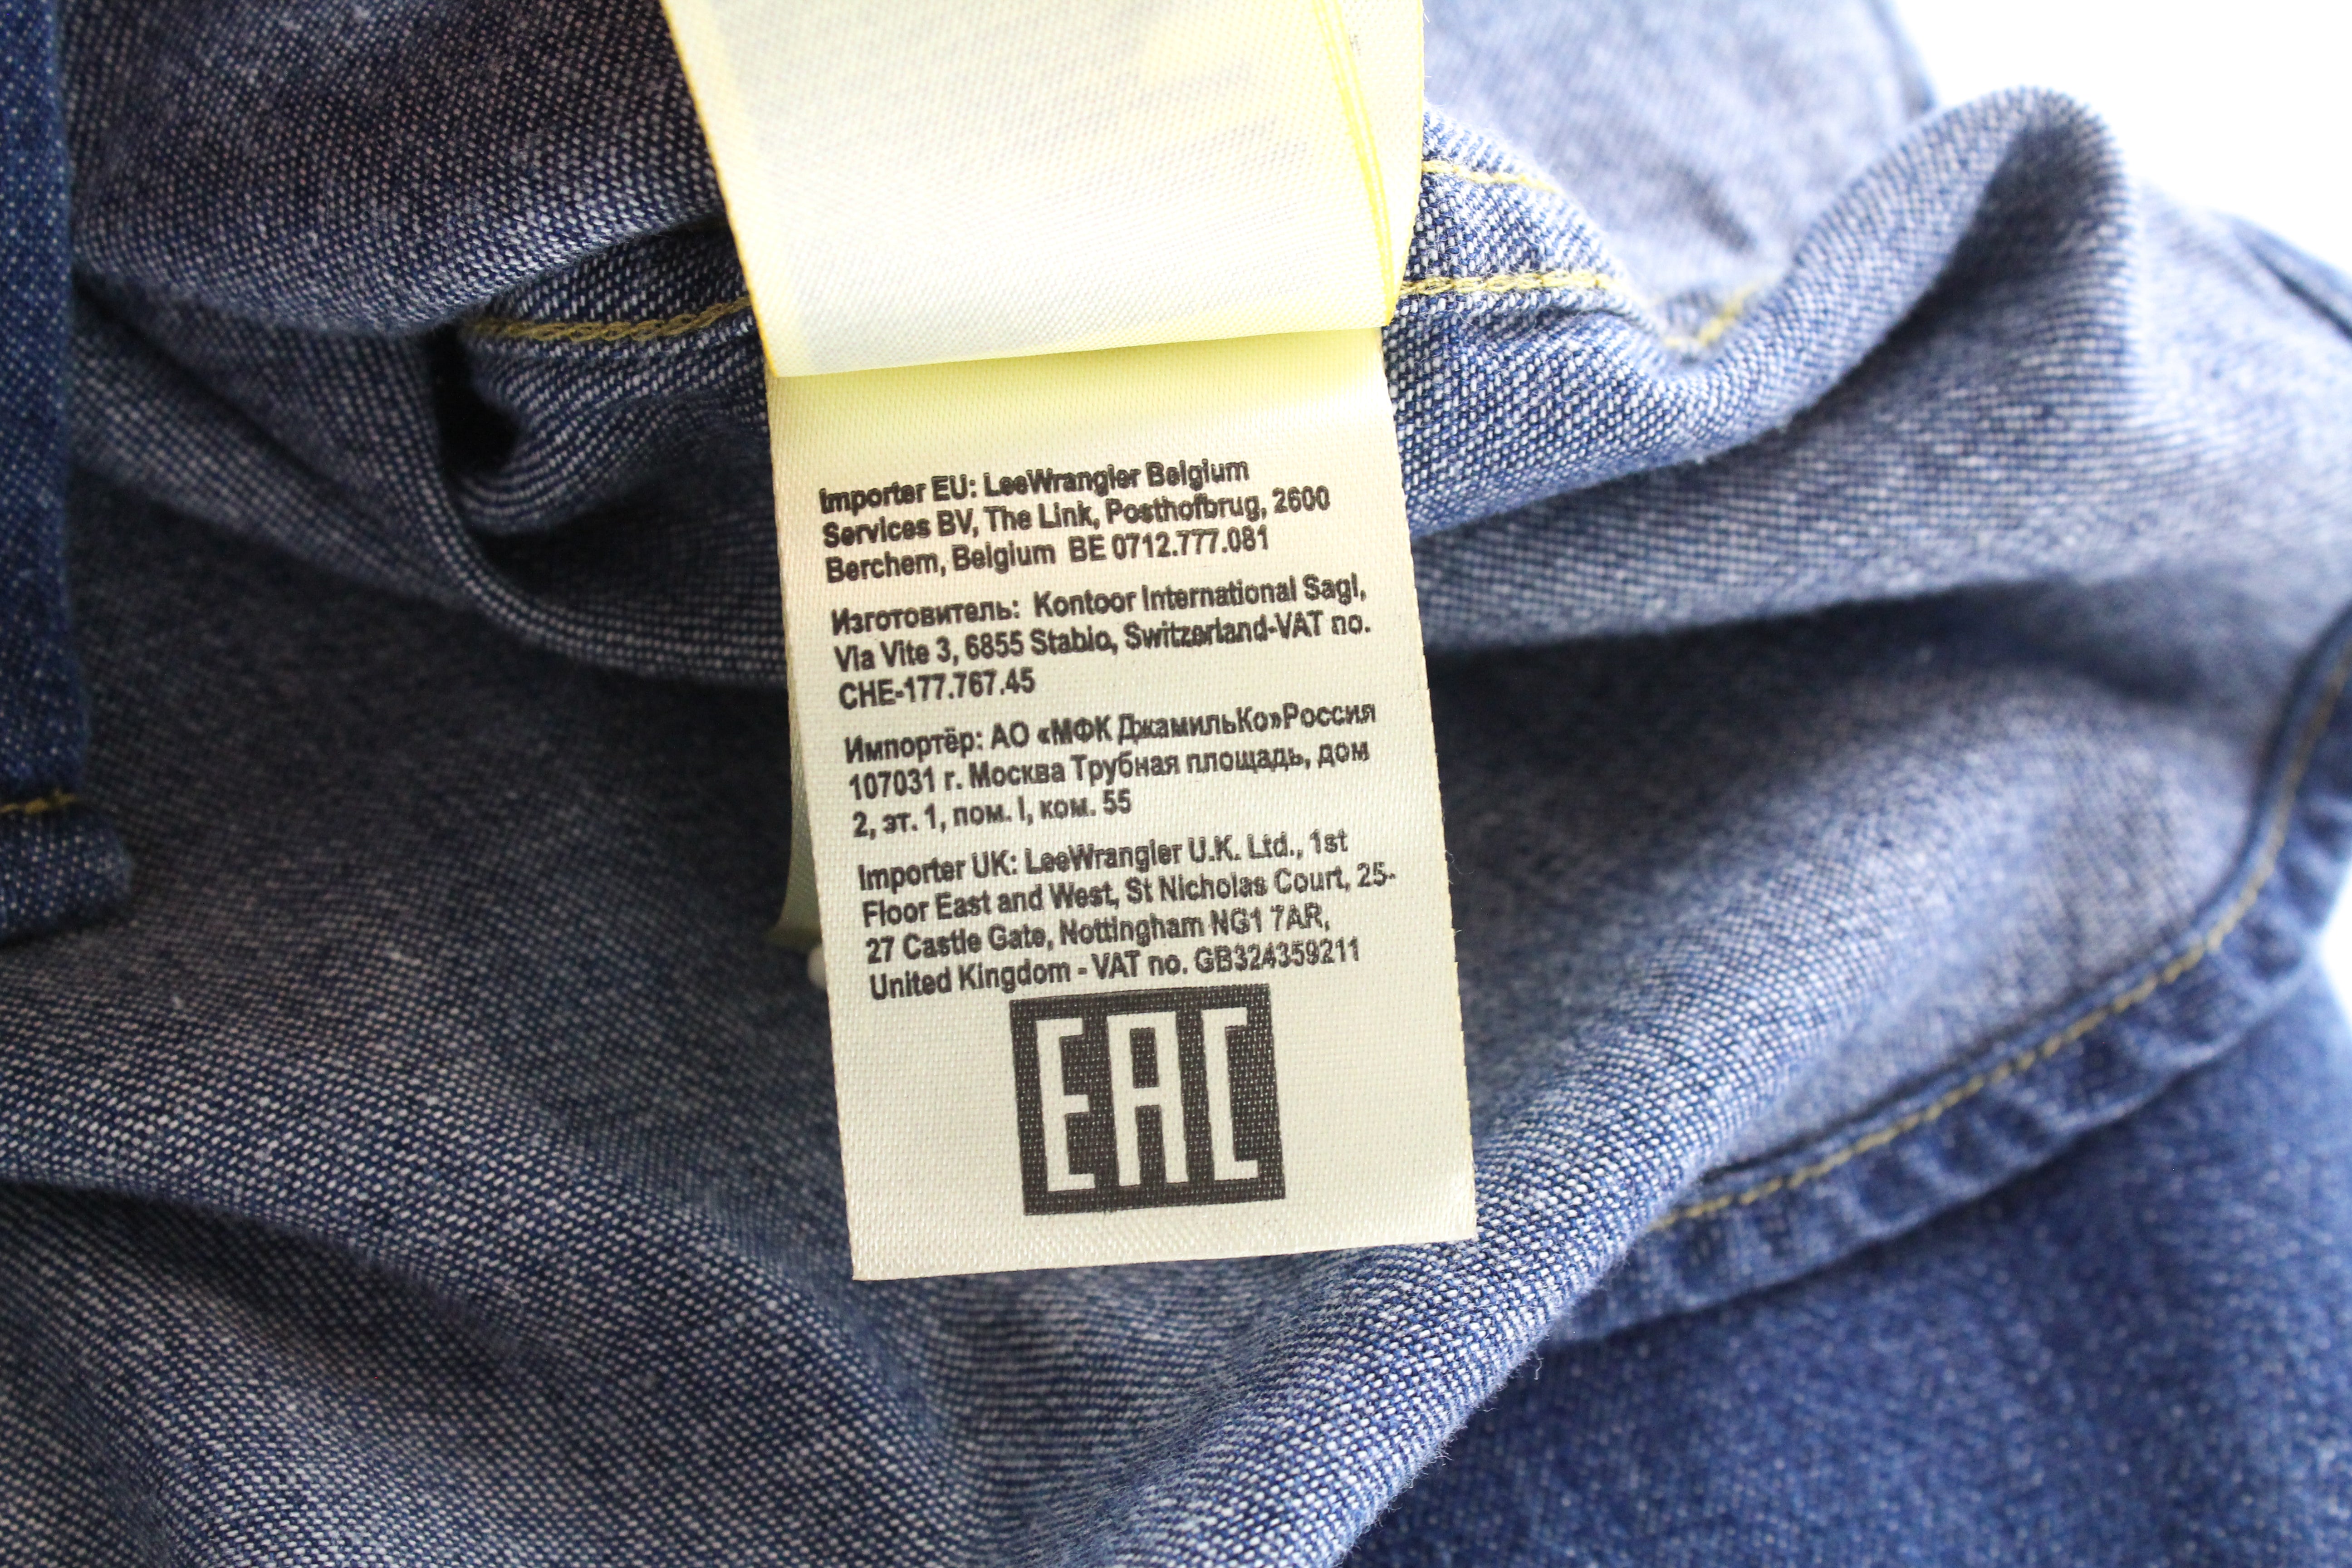 Importer EU: LeeWrangler Belgium
Services BV, The Link, Posthofbrug, 2600
Berchem, Belgium BE 0712.777.081
Изготовитель: Kontoor International Sagl,
Via Vite 3, 6855 Stabio, Switzerland-VAT no.
CHE-177.767.45
Импортёр: АО «МФК ДжамильКо»Россия
107031 г. Москва Трубная площадь, дом
2, эт. 1, пом. I, ком. 55
Importer UK: LeeWrangler U.K. Ltd., 1st
Floor East and West, St Nicholas Court, 25-
27 Castle Gate, Nottingham NG1 7AR,
United Kingdom - VAT no. GB324359211
EAC